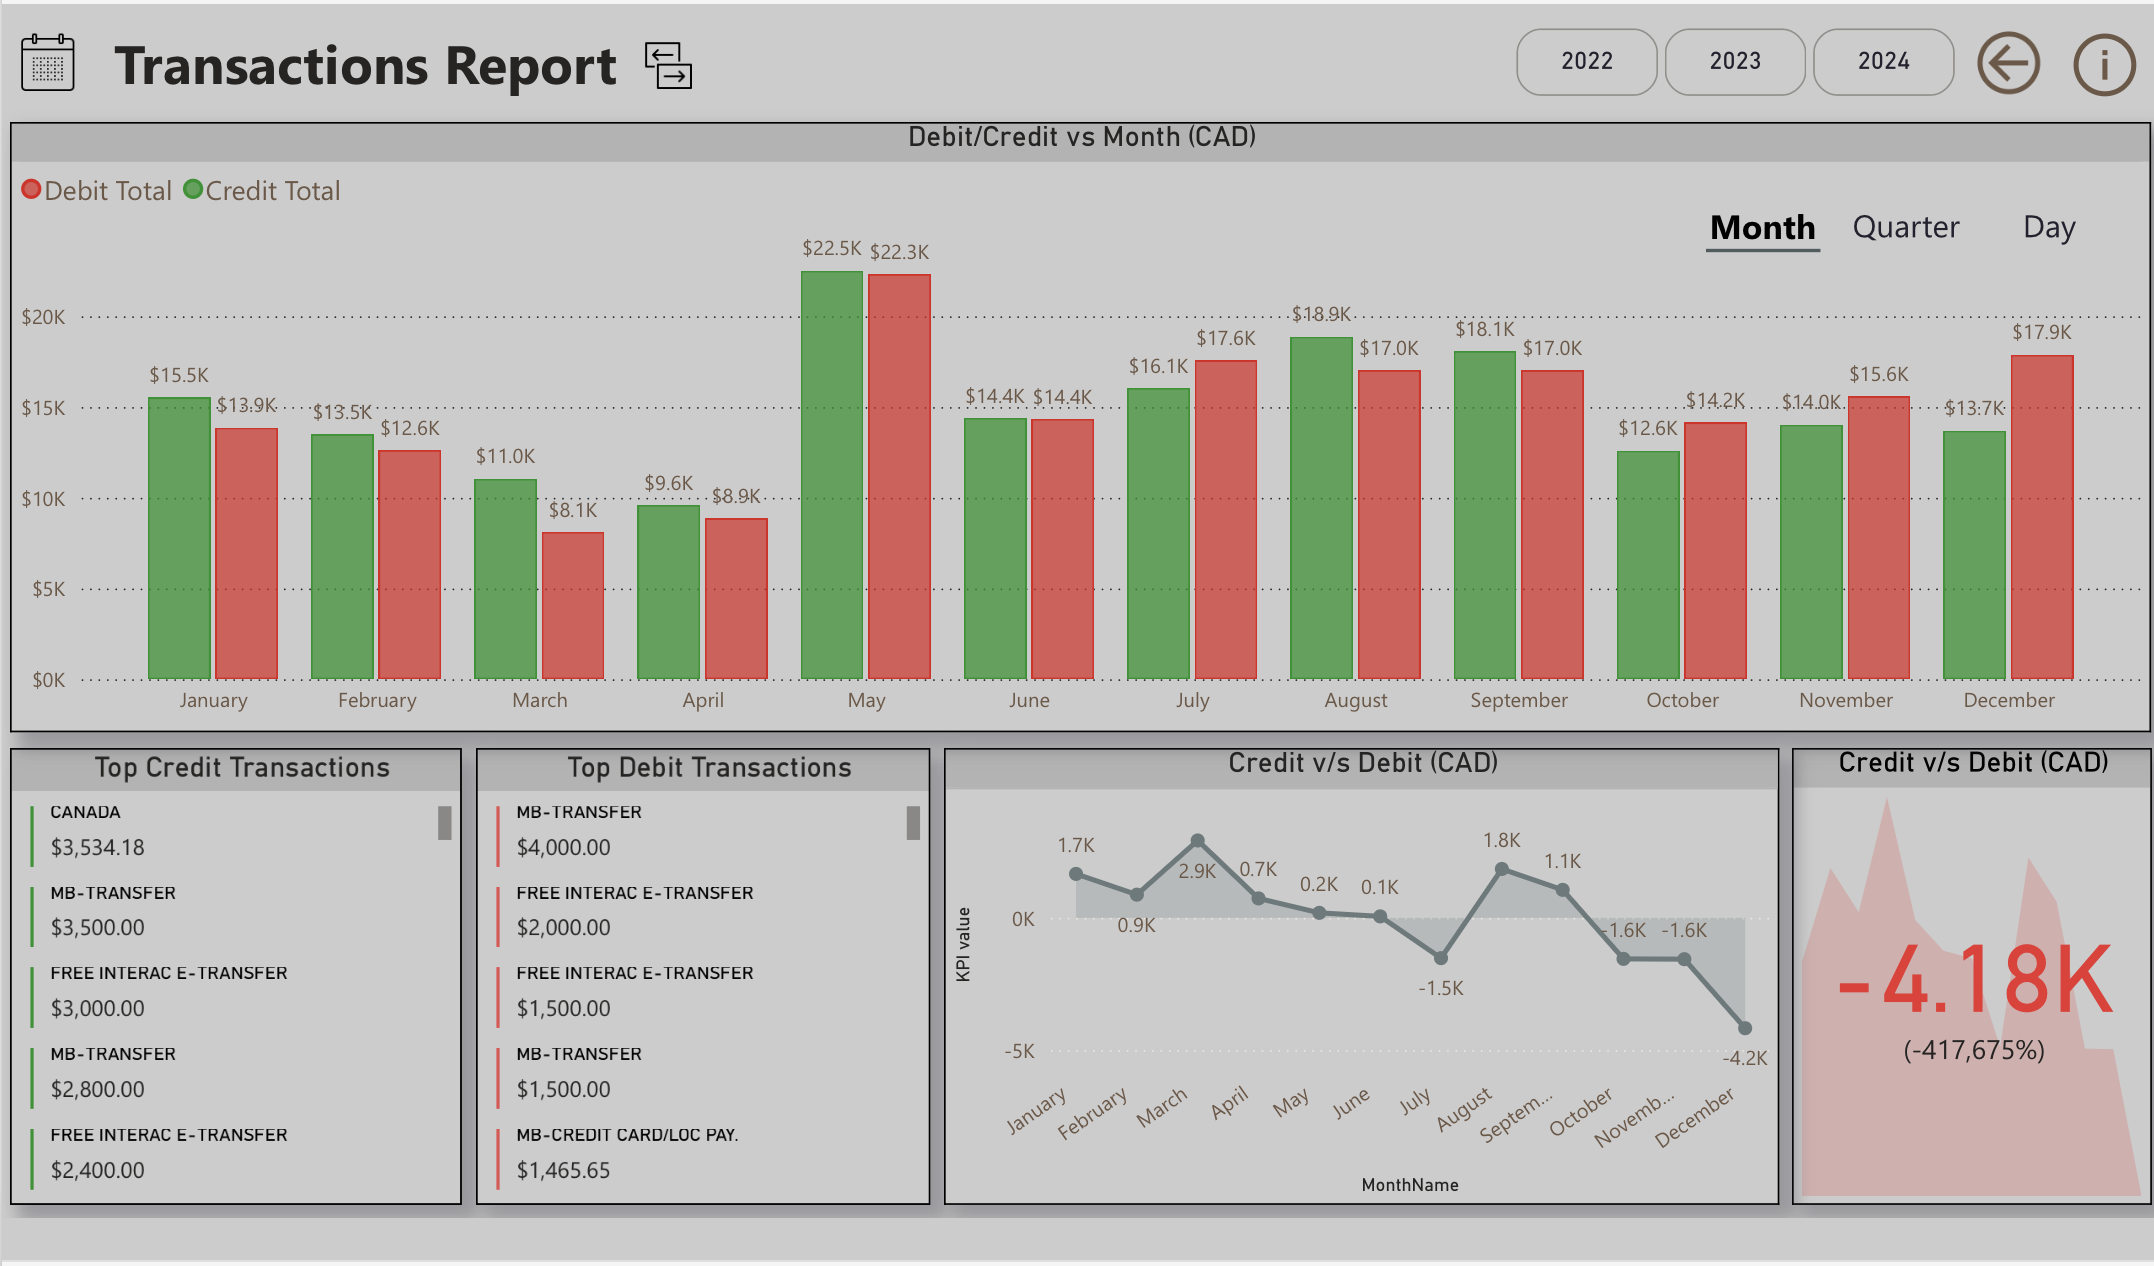 Transactions Report
2022
2023
2024
Debit/Credit vs Month (CAD)
Debit Total
Credit Total
Month
Quarter
Day
$20K
$15K
$10K
$5K
$0K
$15.5K
$13.9K
$13.5K
$12.6K
$11.0K
$8.1K
$9.6K
$8.9K
$22.5K
$22.3K
$14.4K
$14.4K
$16.1K
$17.6K
$18.9K
$17.0K
$18.1K
$17.0K
$12.6K
$14.2K
$14.0K
$15.6K
$13.7K
$17.9K
January
February
March
April
May
June
July
August
September
October
November
December
Top Credit Transactions
CANADA
$3,534.18
MB-TRANSFER
$3,500.00
FREE INTERAC E-TRANSFER
$3,000.00
MB-TRANSFER
$2,800.00
FREE INTERAC E-TRANSFER
$2,400.00
Top Debit Transactions
MB-TRANSFER
$4,000.00
FREE INTERAC E-TRANSFER
$2,000.00
FREE INTERAC E-TRANSFER
$1,500.00
MB-TRANSFER
$1,500.00
MB-CREDIT CARD/LOC PAY.
$1,465.65
Credit v/s Debit (CAD)
KPI value
0K
-5K
1.7K
0.9K
2.9K
0.7K
0.2K
0.1K
-1.5K
1.8K
1.1K
-1.6K
-1.6K
-4.2K
January
February
March
April
May
June
July
August
Septem...
October
Novemb...
December
MonthName
Credit v/s Debit (CAD)
-4.18K
(-417,675%)